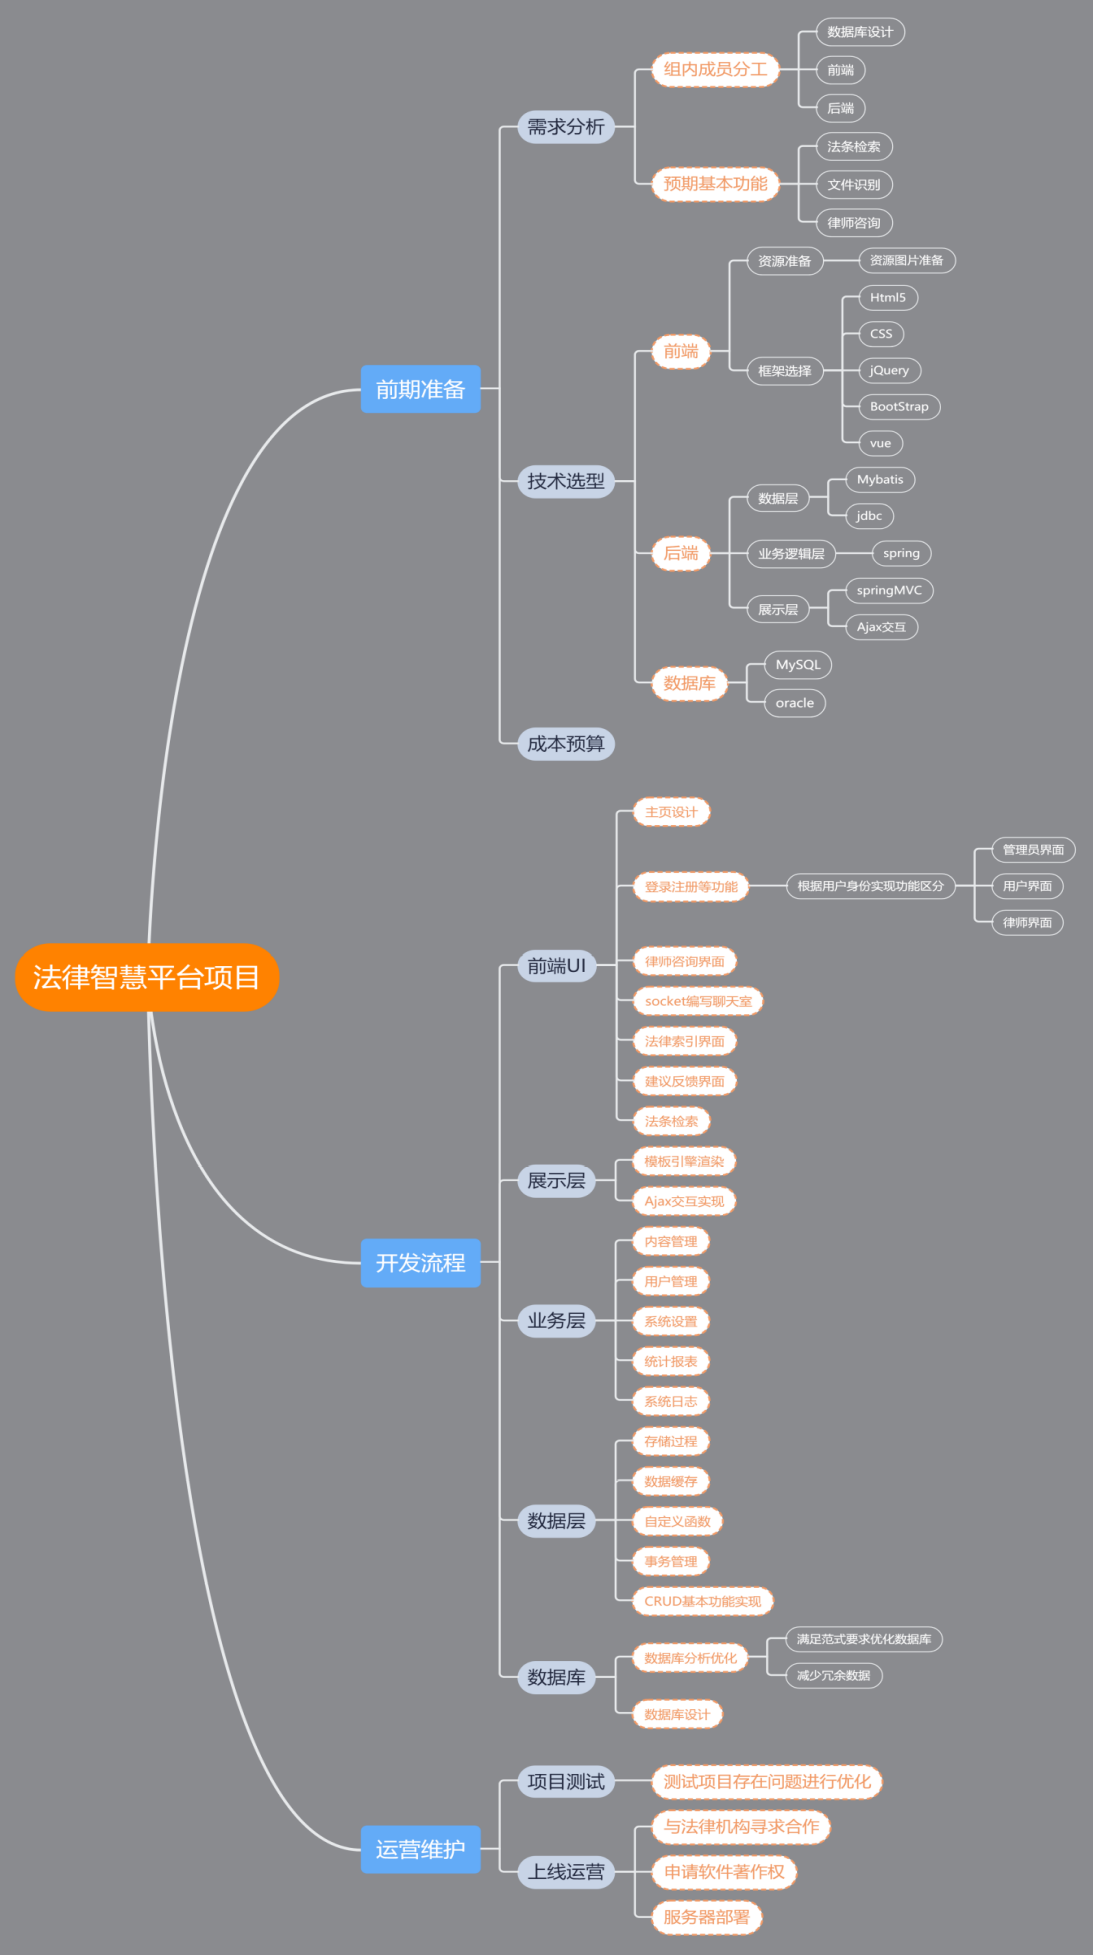 法律智慧平台项目
前期准备
需求分析
组内成员分工
数据库设计
前端
后端
预期基本功能
法条检索
文件识别
律师咨询
技术选型
前端
资源准备
资源图片准备
框架选择
Html5
CSS
jQuery
BootStrap
vue
后端
数据层
Mybatis
jdbc
业务逻辑层
spring
展示层
springMVC
Ajax交互
数据库
MySQL
oracle
成本预算
开发流程
前端UI
主页设计
登录注册等功能
根据用户身份实现功能区分
管理员界面
用户界面
律师界面
律师咨询界面
socket编写聊天室
法律索引界面
建议反馈界面
法条检索
展示层
模板引擎渲染
Ajax交互实现
业务层
内容管理
用户管理
系统设置
统计报表
系统日志
数据层
存储过程
数据缓存
自定义函数
事务管理
CRUD基本功能实现
数据库
数据库分析优化
满足范式要求优化数据库
减少冗余数据
数据库设计
运营维护
项目测试
测试项目存在问题进行优化
上线运营
与法律机构寻求合作
申请软件著作权
服务器部署